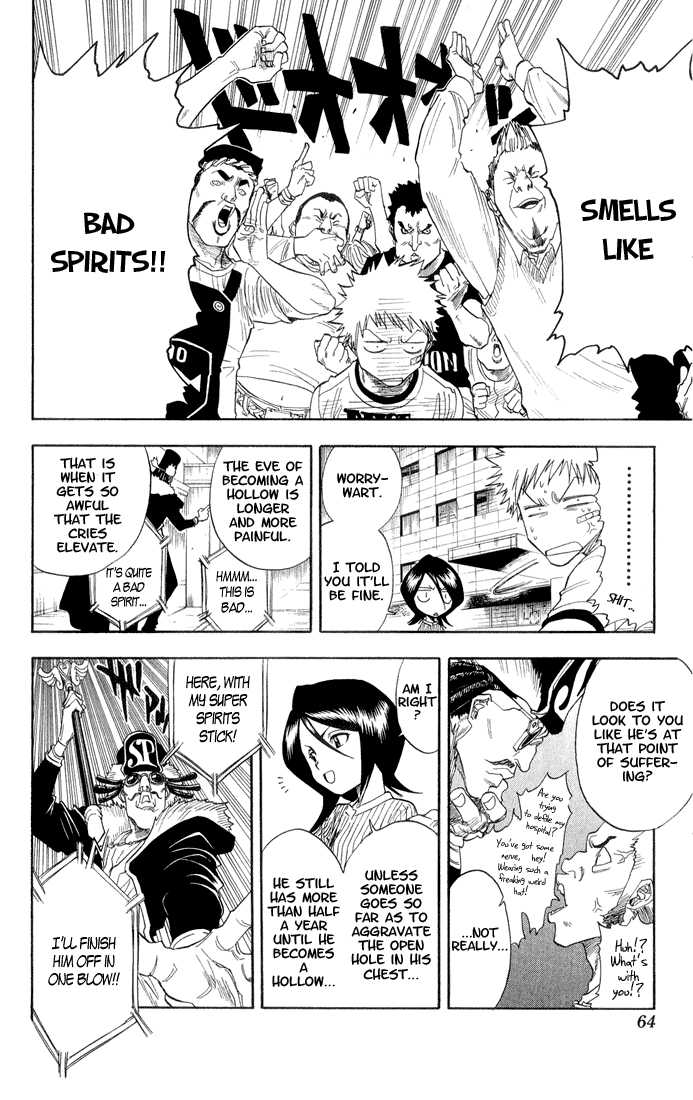 SMELLS
LIKE
ドオオオッ
BAD
SPIRITS!!
WORRY-
WART.
I TOLD
YOU IT'LL
BE FINE.
SHIT...
THE EVE OF
BECOMING A
HOLLOW IS
LONGER
AND MORE
PAINFUL.
HMMM...
THIS IS
BAD...
THAT IS
WHEN IT
GETS SO
AWFUL
THAT THE
CRIES
ELEVATE.
IT'S QUITE
A BAD
SPIRIT...
DOES IT
LOOK TO YOU
LIKE HE'S AT
THAT POINT
OF SUFFER-
ING?
Are you
trying
to defile my
hospital?
You've got some
nerve, hey!
Wearing such a
freaking weird
hat!
Huh!?
What's
with
you!?
...NOT
REALLY...
AM I
RIGHT?
UNLESS
SOMEONE
GOES SO
FAR AS TO
AGGRAVATE
THE OPEN
HOLE IN HIS
CHEST...
HE STILL
HAS MORE
THAN HALF
A YEAR
UNTIL HE
BECOMES
A
HOLLOW...
HERE, WITH
MY SUPER
SPIRITS
STICK!
SP
I'LL FINISH
HIM OFF IN
ONE BLOW!!
64